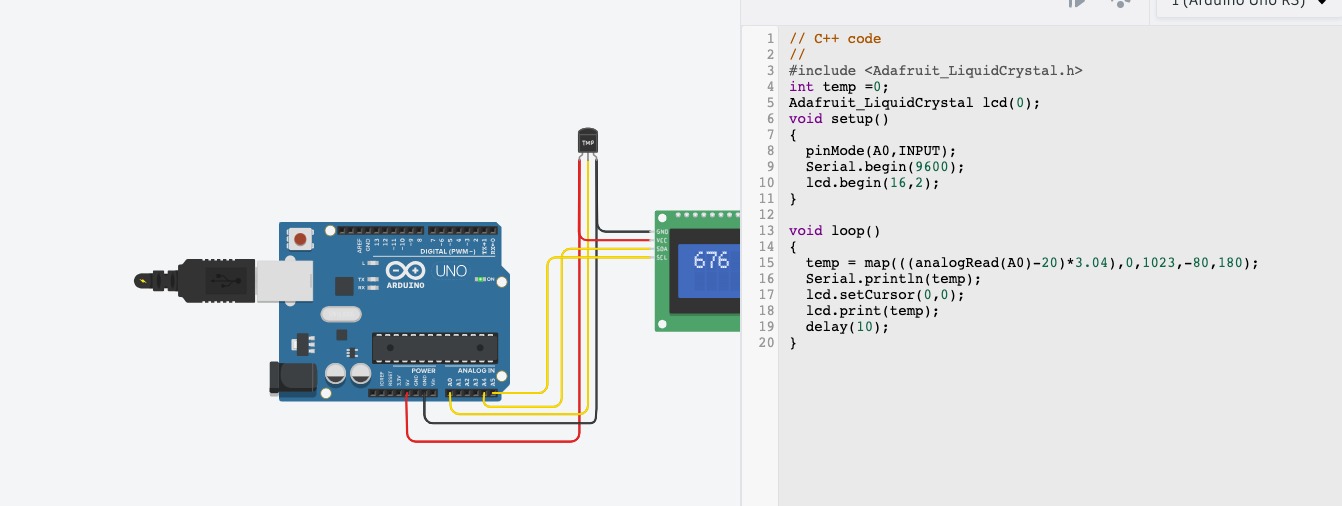 1 (Arduino Uno R3)
1 // C++ code
2 //
3 #include <Adafruit_LiquidCrystal.h>
4 int temp =0;
5 Adafruit_LiquidCrystal lcd(0);
6 void setup()
7 {
8 pinMode(A0,INPUT);
9 Serial.begin(9600);
10 lcd.begin(16,2);
11 }
12
13 void loop()
14 {
15 temp = map(((analogRead(A0)-20)*3.04),0,1023,-80,180);
16 Serial.println(temp);
17 lcd.setCursor(0,0);
18 lcd.print(temp);
19 delay(10);
20 }
TMP
GND
VCC
SDA
SCL
676
AREF
GND
13
12
~11
~10
~9
8
7
~6
~5
4
~3
2
TX→1
RX←0
DIGITAL (PWM~)
L
TX
RX
UNO
ARDUINO
ON
POWER
ANALOG IN
IOREF
RESET
3.3V
5V
GND
GND
Vin
A0
A1
A2
A3
A4
A5